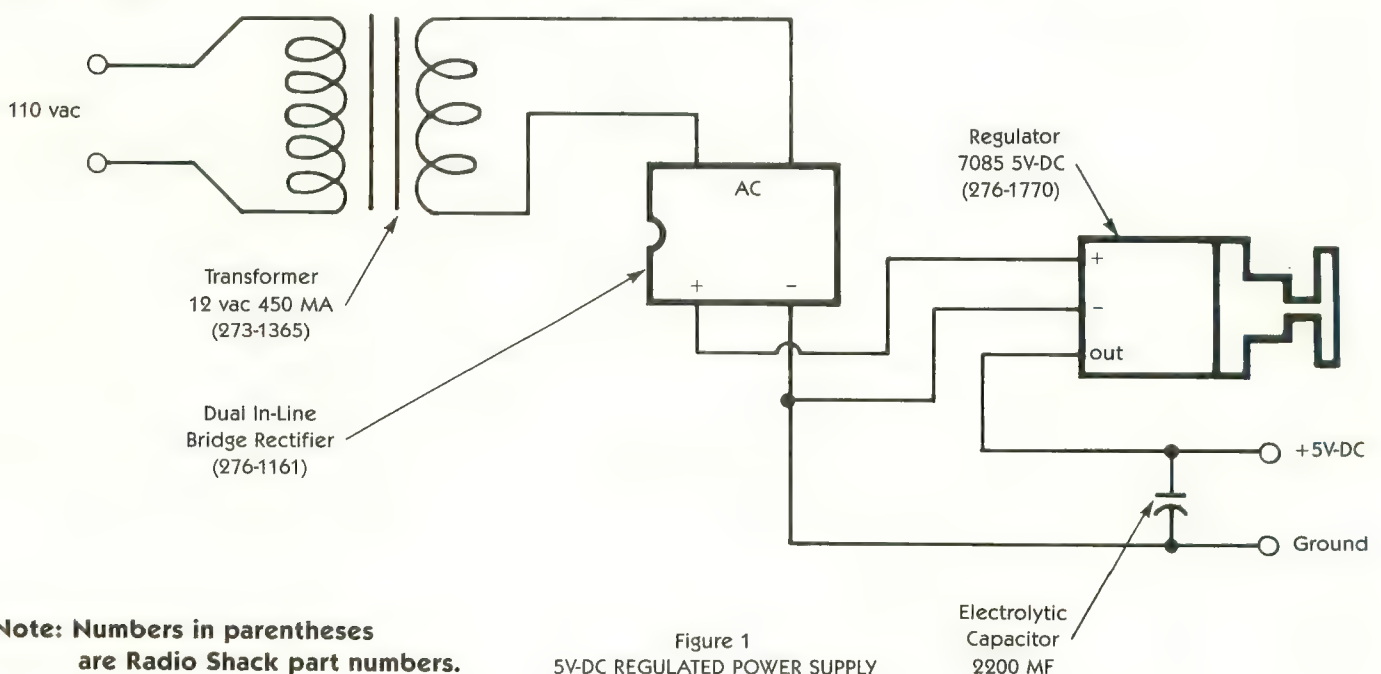 110 vac
Transformer
12 vac 450 MA
(273-1365)
Dual In-Line
Bridge Rectifier
(276-1161)
AC
+ −
Regulator
7085 5V-DC
(276-1770)
+
−
out
+5V-DC
Ground
Electrolytic
Capacitor
2200 MF
Note: Numbers in parentheses
are Radio Shack part numbers.
Figure 1
5V-DC REGULATED POWER SUPPLY